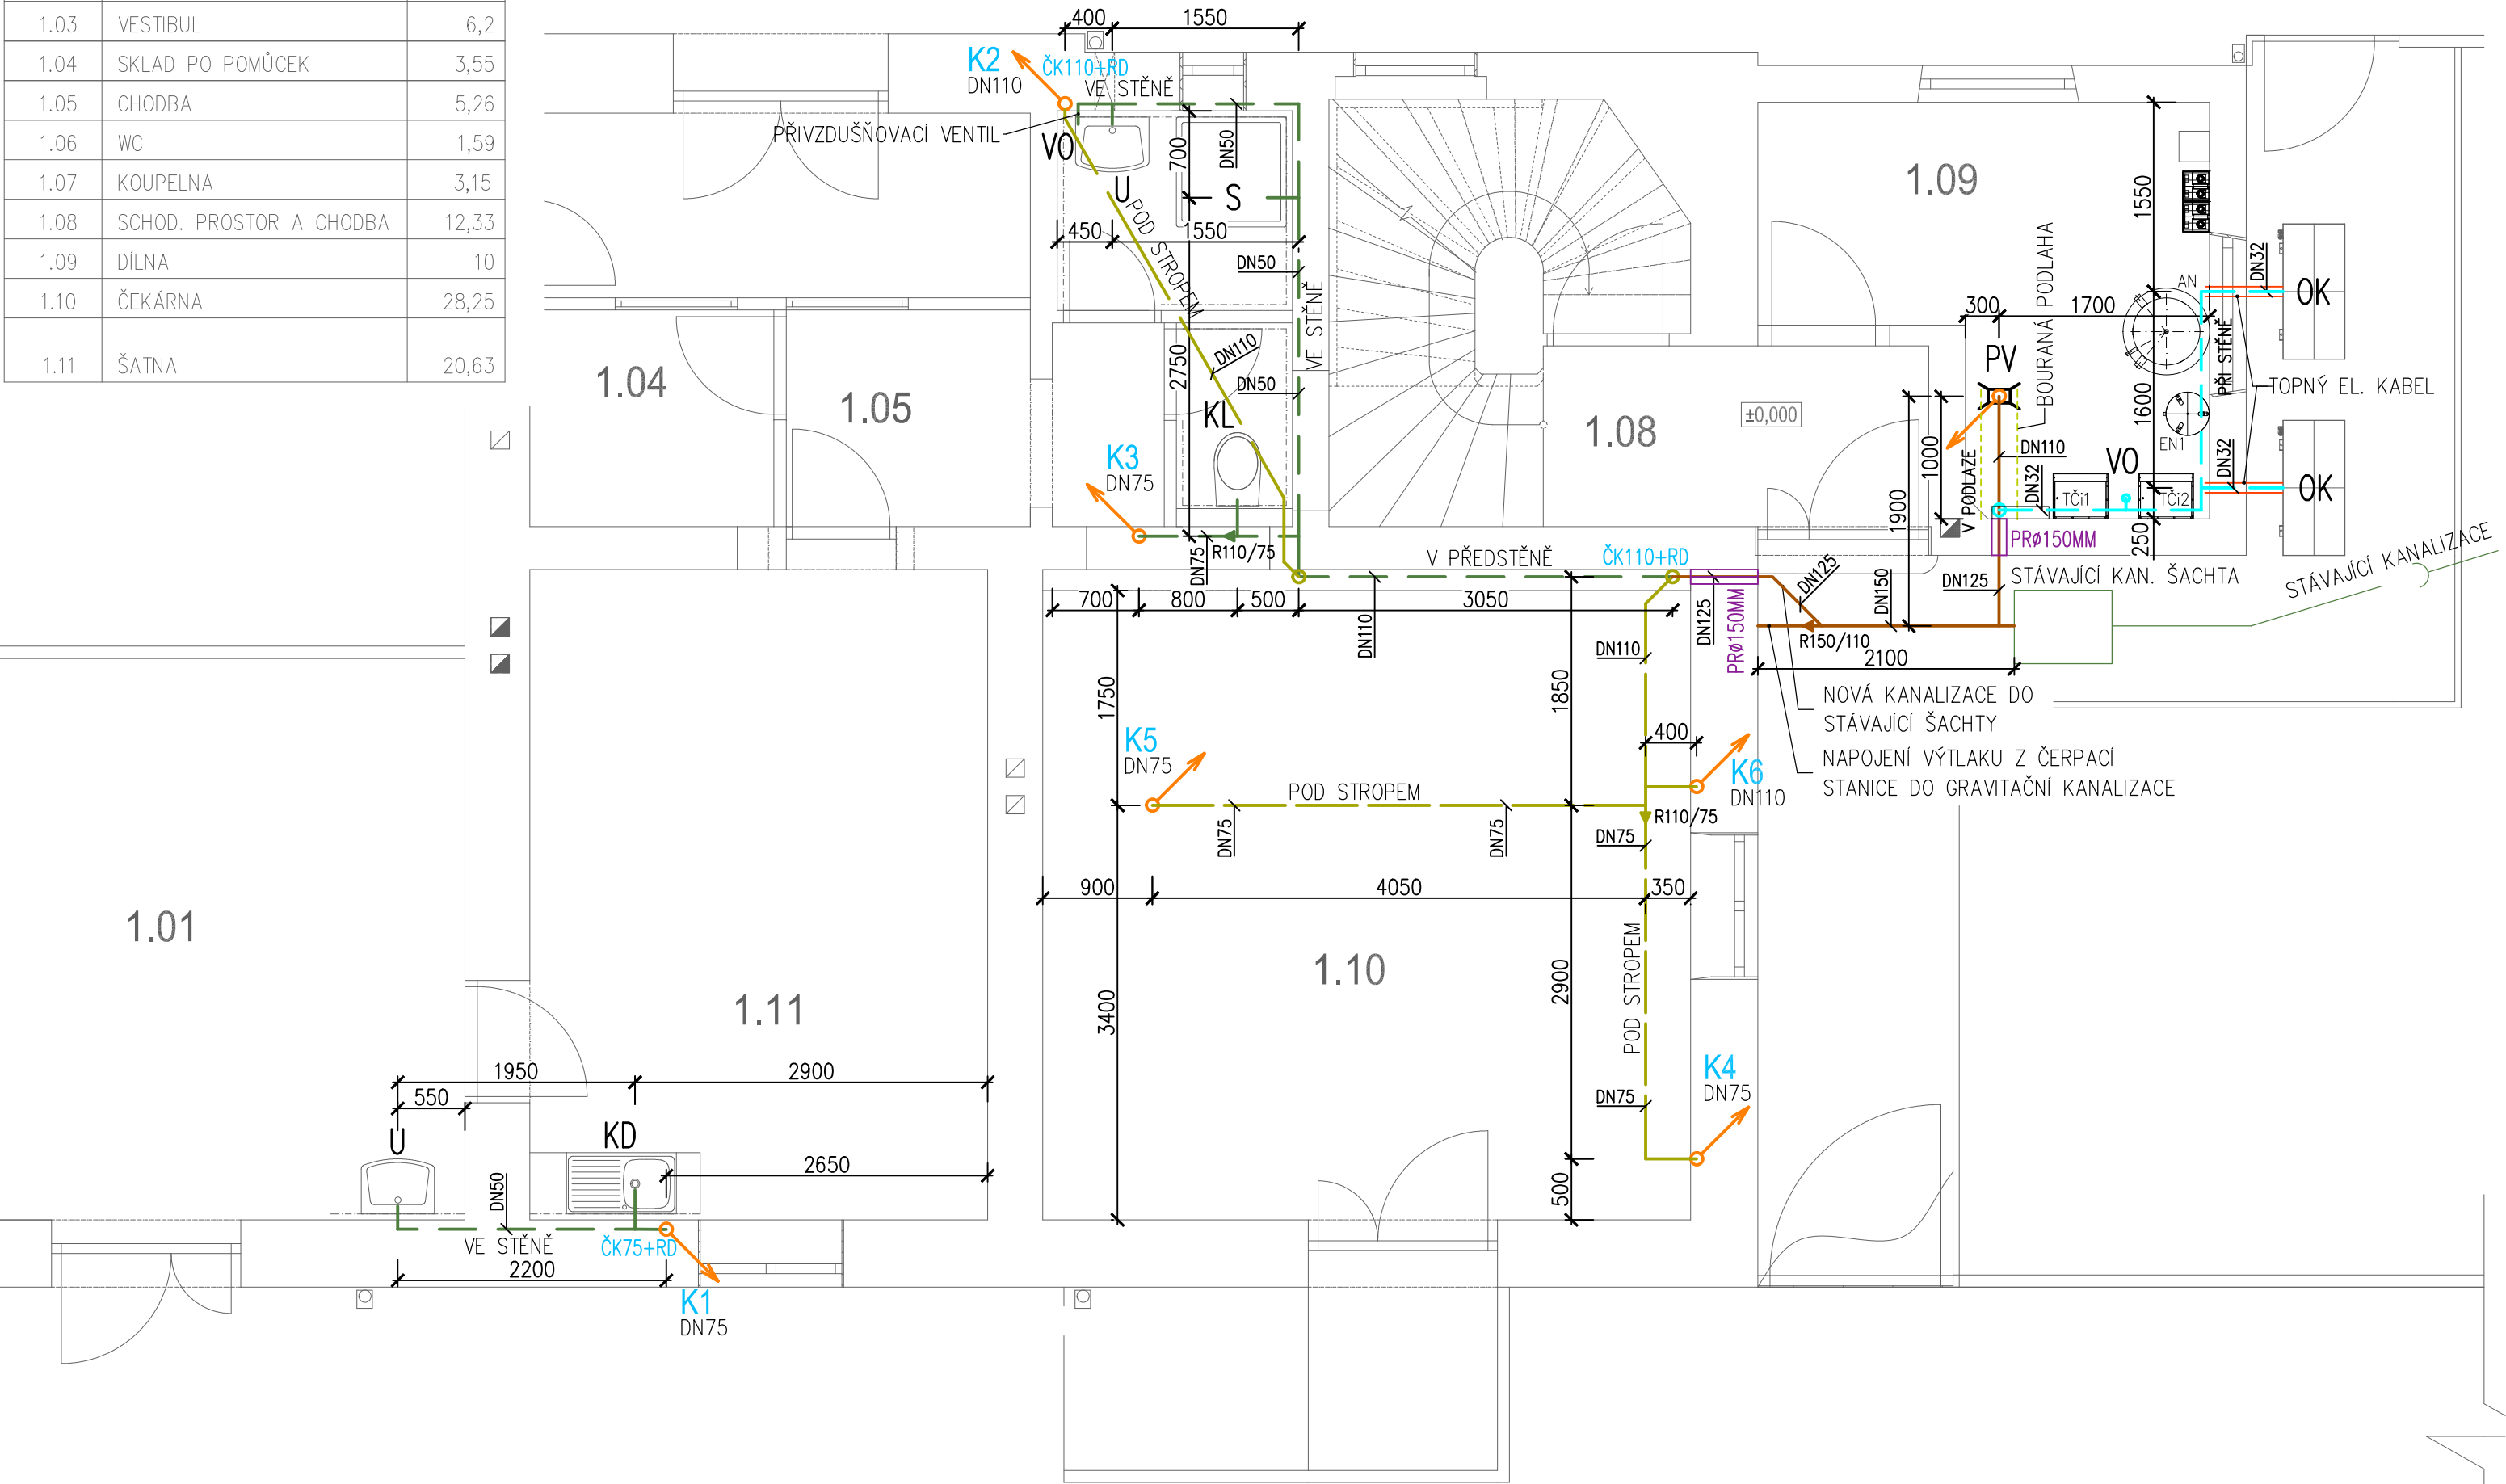 1.03 VESTIBUL 6,2
1.04 SKLAD PO POMŮCEK 3,55
1.05 CHODBA 5,26
1.06 WC 1,59
1.07 KOUPELNA 3,15
1.08 SCHOD. PROSTOR A CHODBA 12,33
1.09 DÍLNA 10
1.10 ČEKÁRNA 28,25
1.11 ŠATNA 20,63
400 1550
K2
DN110
ČK110+RD
VE STĚNĚ
PŘIVZDUŠŇOVACÍ VENTIL
VO
U
S
700
DN50
POD STROPEM
450 1550
DN50
VE STĚNĚ
2750
DN110
DN50
KL
K3
DN75
DN75
R110/75
1.04
1.05
1.08
±0,000
1.09
1550
BOURANÁ PODLAHA
300 1700
PV
AN
PŘI STĚNĚ
DN32
OK
TOPNÝ EL. KABEL
1600
EN1
DN110
1000
V PODLAZE
DN32
VO
TČi1
TČi2
DN32
OK
1900
250
PRø150MM
V PŘEDSTĚNĚ
ČK110+RD
DN125
DN150
DN125
STÁVAJÍCÍ KAN. ŠACHTA
STÁVAJÍCÍ KANALIZACE
700 800 500 3050
DN110
DN125
PRø150MM
R150/110
2100
DN110
1750
1850
NOVÁ KANALIZACE DO
STÁVAJÍCÍ ŠACHTY
NAPOJENÍ VÝTLAKU Z ČERPACÍ
STANICE DO GRAVITAČNÍ KANALIZACE
400
K5
DN75
K6
DN110
POD STROPEM
DN75
DN75
R110/75
DN75
900 4050 350
1.01
1.11
1.10
3400
2900
POD STROPEM
K4
DN75
DN75
500
1950 2900
550
U
KD
2650
DN50
VE STĚNĚ
ČK75+RD
2200
K1
DN75